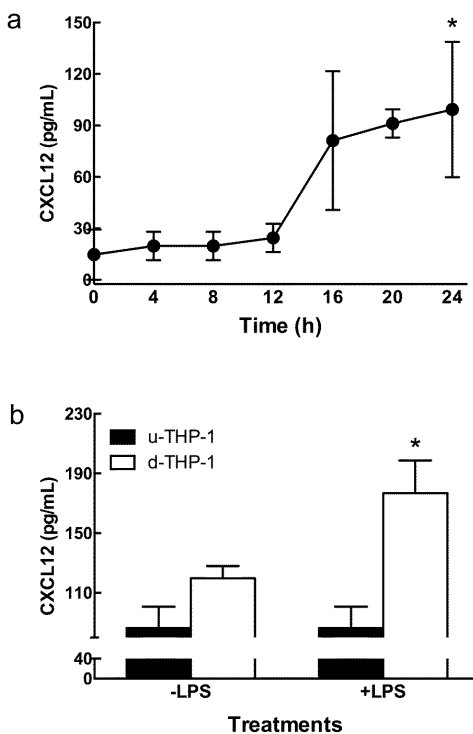 a
150
120
90
60
30
0
CXCL12 (pg/mL)
*
0 4 8 12 16 20 24
Time (h)
b
230
190
150
110
40
0
CXCL12 (pg/mL)
u-THP-1
d-THP-1
*
-LPS +LPS
Treatments